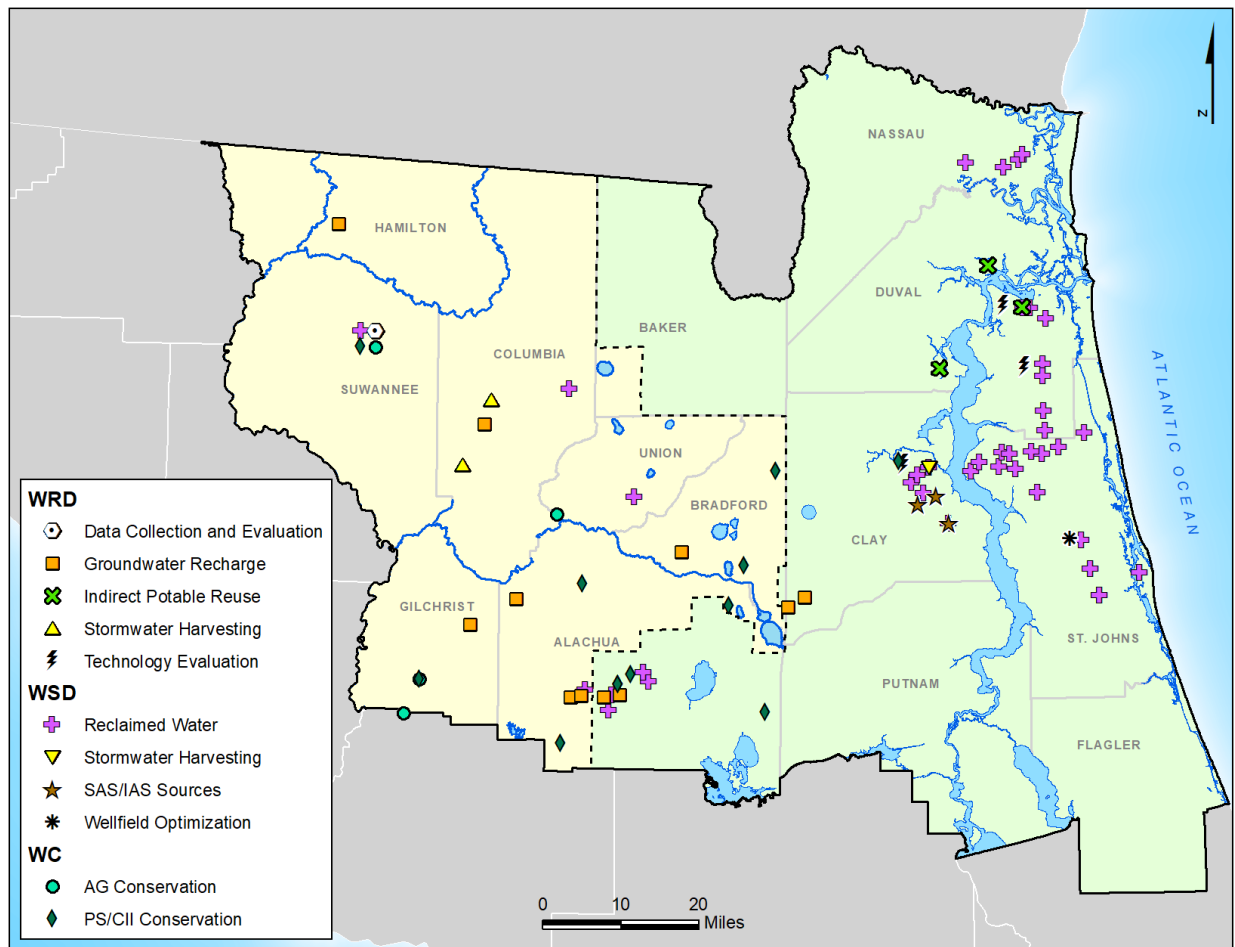 NASSAU
Z
HAMILTON
DUVAL
BAKER
COLUMBIA
SUWANNEE
ATLANTIC OCEAN
UNION
BRADFORD
CLAY
GILCHRIST
ALACHUA
ST. JOHNS
PUTNAM
FLAGLER
WRD
Data Collection and Evaluation
Groundwater Recharge
Indirect Potable Reuse
Stormwater Harvesting
Technology Evaluation
WSD
Reclaimed Water
Stormwater Harvesting
SAS/IAS Sources
Wellfield Optimization
WC
AG Conservation
PS/CII Conservation
0 10 20
Miles